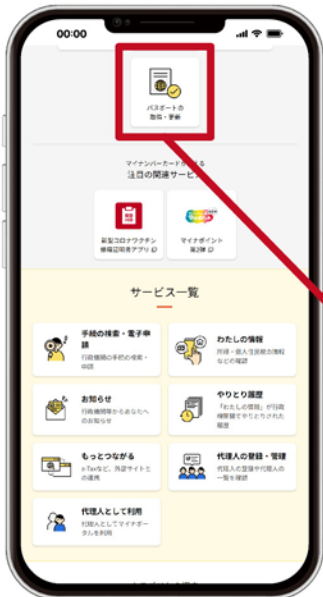 00:00
パスポートの
取得・更新
マイナンバーカードが使える
注目の関連サービス
新型コロナワクチン
接種証明書アプリ
マイナポイント
第2弾
サービス一覧
手続の検索・電子申
請
行政機関の手続の検索・
申請
わたしの情報
所得・個人住民税の情報
などの確認
お知らせ
行政機関等からあなたへ
のお知らせ
やりとり履歴
「わたしの情報」が行政
機関間でやりとりされた
履歴
もっとつながる
e-Taxなど、外部サイトと
の連携
代理人の登録・管理
代理人の登録や代理人の
一覧を確認
代理人として利用
代理人としてマイナポー
タルを利用